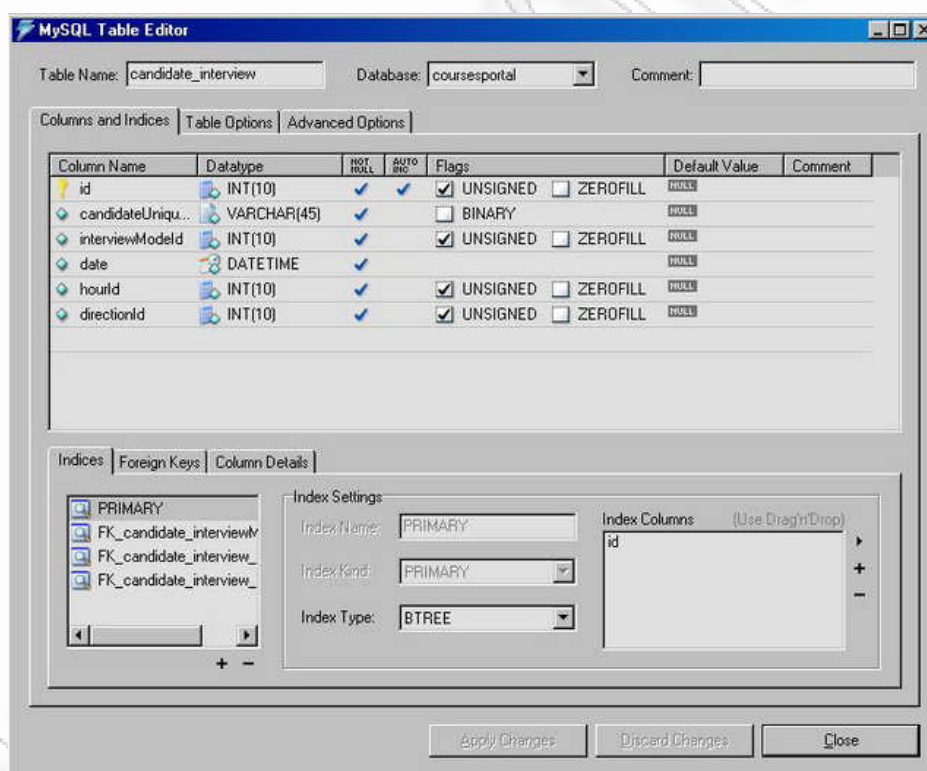 MySQL Table Editor
Table Name: candidate_interview Database: coursesportal Comment:
Columns and Indices Table Options Advanced Options
Column Name Datatype NOT NULL AUTO INC Flags Default Value Comment
id INT(10) UNSIGNED ZEROFILL NULL
candidateUniqu... VARCHAR(45) BINARY NULL
interviewModeId INT(10) UNSIGNED ZEROFILL NULL
date DATETIME NULL
hourId INT(10) UNSIGNED ZEROFILL NULL
directionId INT(10) UNSIGNED ZEROFILL NULL
Indices Foreign Keys Column Details
PRIMARY
FK_candidate_interviewM
FK_candidate_interview_
FK_candidate_interview_
Index Settings
Index Name: PRIMARY
Index Kind: PRIMARY
Index Type: BTREE
Index Columns (Use Drag'n'Drop)
id
Apply Changes Discard Changes Close